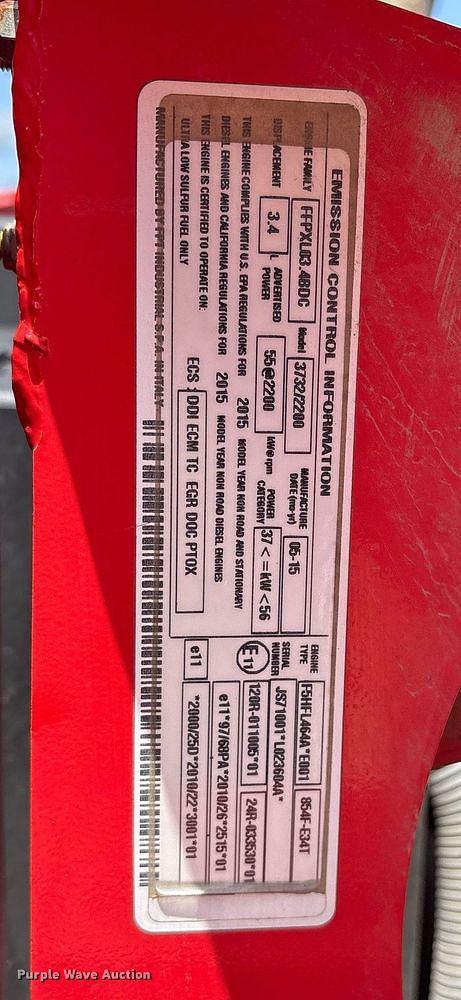 EMISSION CONTROL INFORMATION
ENGINE FAMILY FFPXL03.4BDC Model 3732/2200 MANUFACTURE DATE (mo-yr) 05-15
DISPLACEMENT 3.4 L ADVERTISED POWER 55@2200 kW@rpm POWER CATEGORY 37 < =kW <56
THIS ENGINE COMPLIES WITH U.S. EPA REGULATIONS FOR 2015 MODEL YEAR NON ROAD AND STATIONARY
DIESEL ENGINES AND CALIFORNIA REGULATIONS FOR 2015 MODEL YEAR NON ROAD DIESEL ENGINES
THIS ENGINE IS CERTIFIED TO OPERATE ON:
ULTRA LOW SULFUR FUEL ONLY
ECS : DDI ECM TC EGR DOC PTOX
MANUFACTURED BY FPT INDUSTRIAL S.P.A. IN ITALY
ENGINE TYPE F5HFL464A*E001 854F-E34T
SERIAL NUMBER JS71001*L023604A*
E11 120R-011005*01 24R-033530*01
e11*97/68PA*2010/26*2515*01
e11 *2000/25D*2010/22*3001*01
Purple Wave Auction